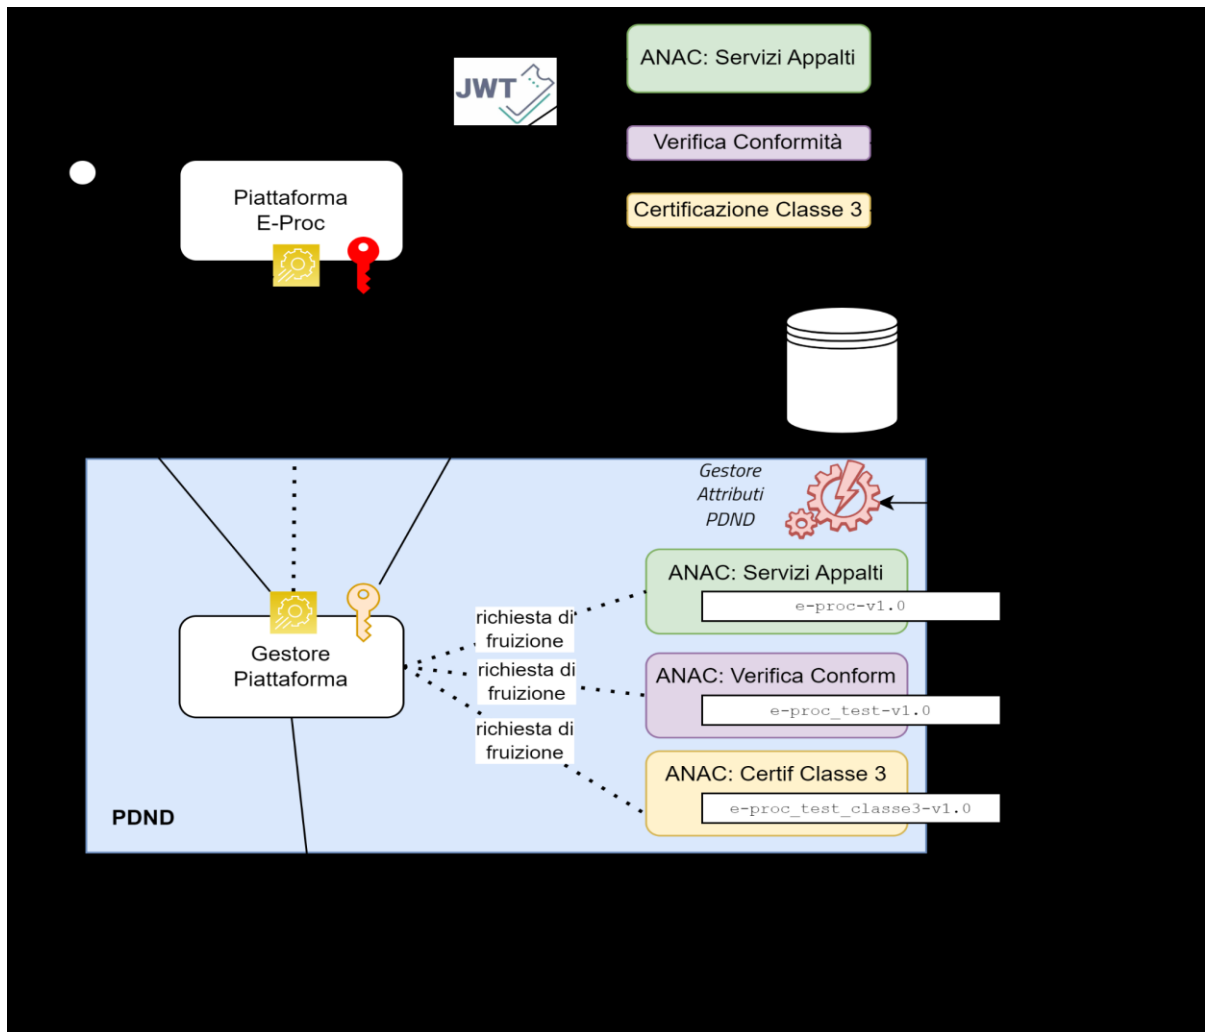 ANAC: Servizi Appalti
JWT
Verifica Conformità
Piattaforma
E-Proc
Certificazione Classe 3
Gestore
Attributi
PDND
ANAC: Servizi Appalti
e-proc-v1.0
richiesta di
fruizione
Gestore
Piattaforma
richiesta di
fruizione
ANAC: Verifica Conform
e-proc_test-v1.0
richiesta di
fruizione
ANAC: Certif Classe 3
e-proc_test_classe3-v1.0
PDND